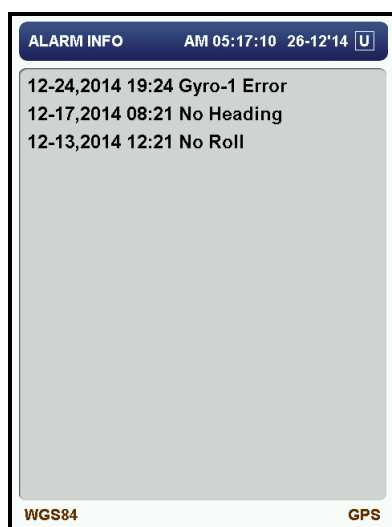 ALARM INFO AM 05:17:10 26-12'14 U
12-24,2014 19:24 Gyro-1 Error
12-17,2014 08:21 No Heading
12-13,2014 12:21 No Roll
WGS84 GPS